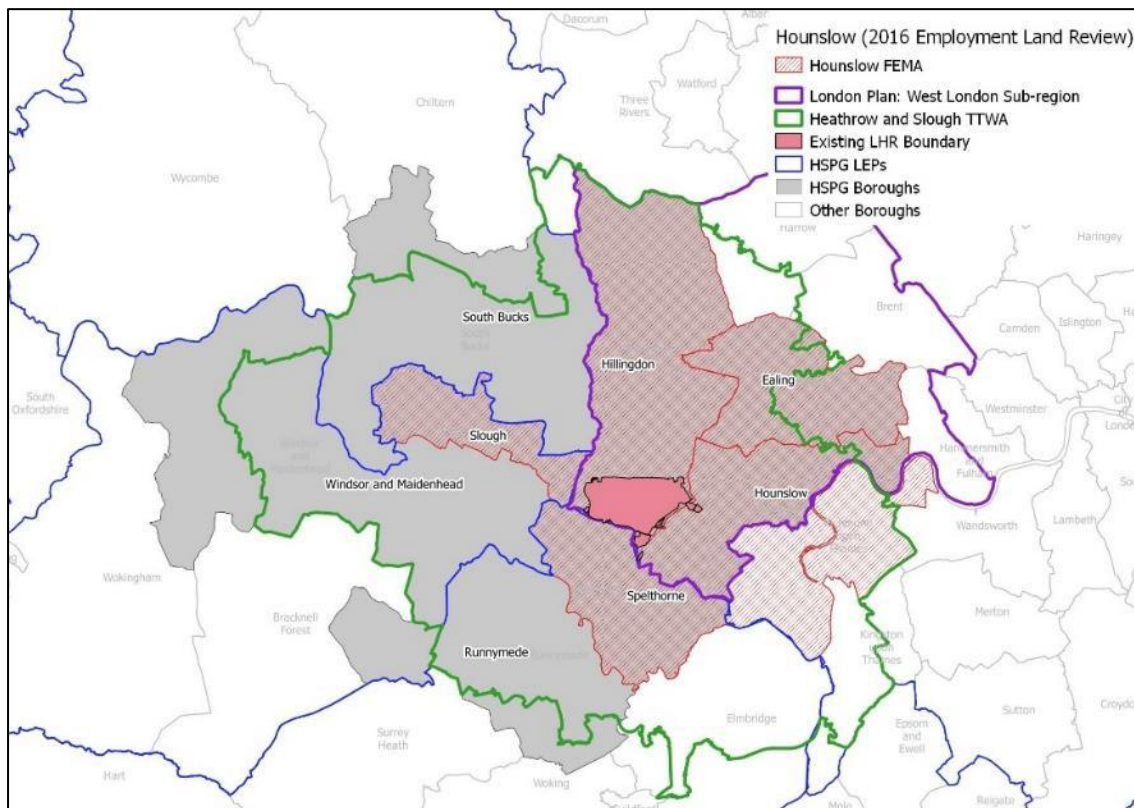 Dacorum
Hounslow (2016 Employment Land Review)
Hounslow FEMA
London Plan: West London Sub-region
Heathrow and Slough TTWA
Existing LHR Boundary
HSPG LEPs
HSPG Boroughs
Other Boroughs
Watford
Three
Rivers
Chiltern
Wycombe
Harrow
Haringey
Brent
Camden
Islington
South Bucks
Hillingdon
Ealing
South
Oxfordshire
Westminster
Slough
Hammersmith
and
Fulham
Windsor and Maidenhead
Hounslow
Wandsworth
Lambeth
Wokingham
Bracknell
Forest
Spelthorne
Merton
Runnymede
Kingston
Thames
Elmbridge
Sutton
Croydo
Surrey
Heath
Epsom
and
Ewell
Hart
Woking
Reigate